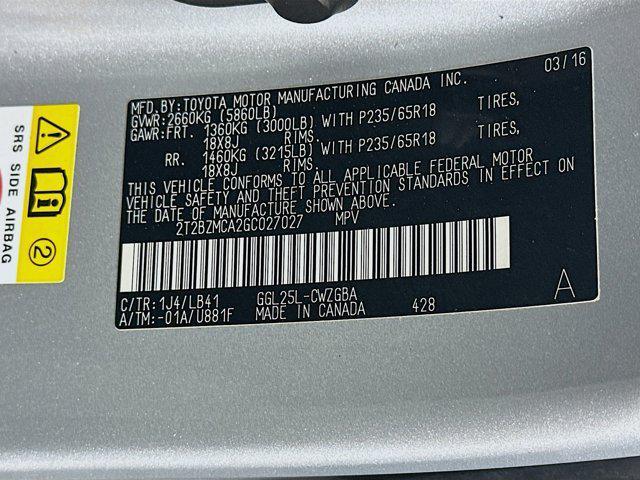 MFD.BY:TOYOTA MOTOR MANUFACTURING CANADA INC. 03/16
GVWR:2660KG (5860LB)
GAWR:FRT. 1360KG (3000LB) WITH P235/65R18 TIRES,
18X8J RIMS.
RR. 1460KG (3215LB) WITH P235/65R18 TIRES,
18X8J RIMS.
THIS VEHICLE CONFORMS TO ALL APPLICABLE FEDERAL MOTOR
VEHICLE SAFETY AND THEFT PREVENTION STANDARDS IN EFFECT ON
THE DATE OF MANUFACTURE SHOWN ABOVE.
2T2BZMCA2GC027027 MPV
C/TR:1J4/LB41 GGL25L-CWZGBA
A/TM:-01A/U881F MADE IN CANADA 428
A
SRS SIDE AIRBAG
2